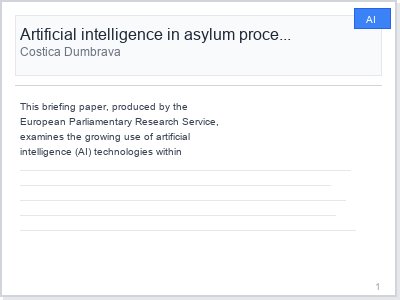 AI
Artificial intelligence in asylum proce...
Costica Dumbrava
This briefing paper, produced by the
European Parliamentary Research Service,
examines the growing use of artificial
intelligence (AI) technologies within
1